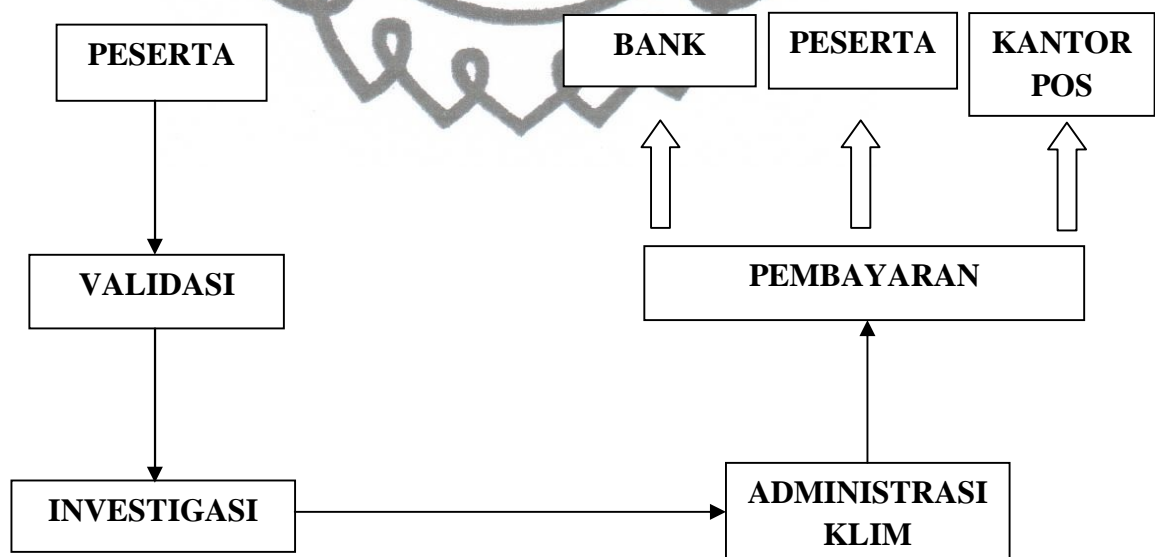 PESERTA
BANK
PESERTA
KANTOR
POS
VALIDASI
PEMBAYARAN
INVESTIGASI
ADMINISTRASI
KLIM